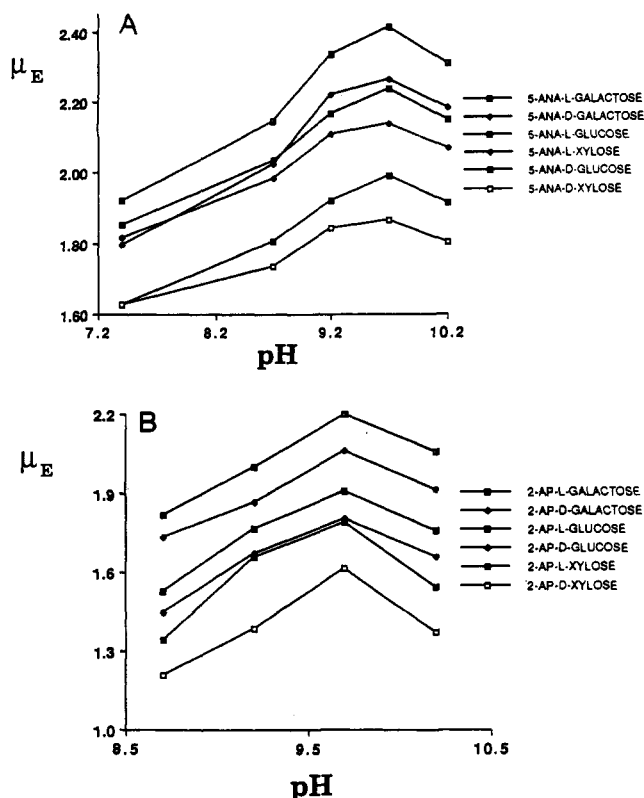 A
μE
2.40
2.20
2.00
1.80
1.60
7.2 8.2 9.2 10.2
pH
5-ANA-L-GALACTOSE
5-ANA-D-GALACTOSE
5-ANA-L-GLUCOSE
5-ANA-L-XYLOSE
5-ANA-D-GLUCOSE
5-ANA-D-XYLOSE
B
μE
2.2
1.9
1.6
1.3
1.0
8.5 9.5 10.5
pH
2-AP-L-GALACTOSE
2-AP-D-GALACTOSE
2-AP-L-GLUCOSE
2-AP-D-GLUCOSE
2-AP-L-XYLOSE
2-AP-D-XYLOSE